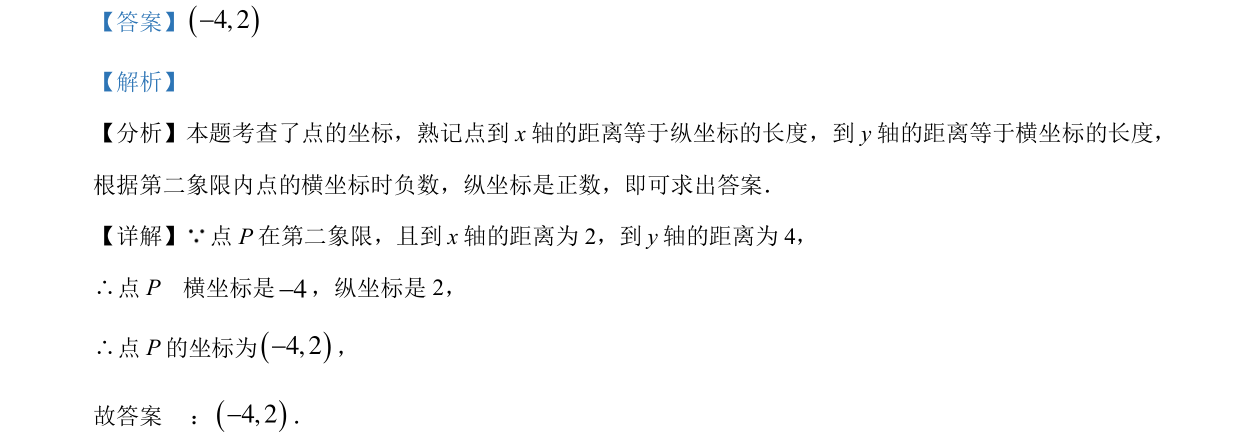 【答案】(−4,2)
【解析】
【分析】本题考查了点的坐标，熟记点到 x 轴的距离等于纵坐标的长度，到 y 轴的距离等于横坐标的长度，
根据第二象限内点的横坐标时负数，纵坐标是正数，即可求出答案．
【详解】∵点 P 在第二象限，且到 x 轴的距离为 2，到 y 轴的距离为 4，
∴点 P　横坐标是 −4，纵坐标是 2，
∴点 P 的坐标为(−4,2)，
故答案　：(−4,2)．